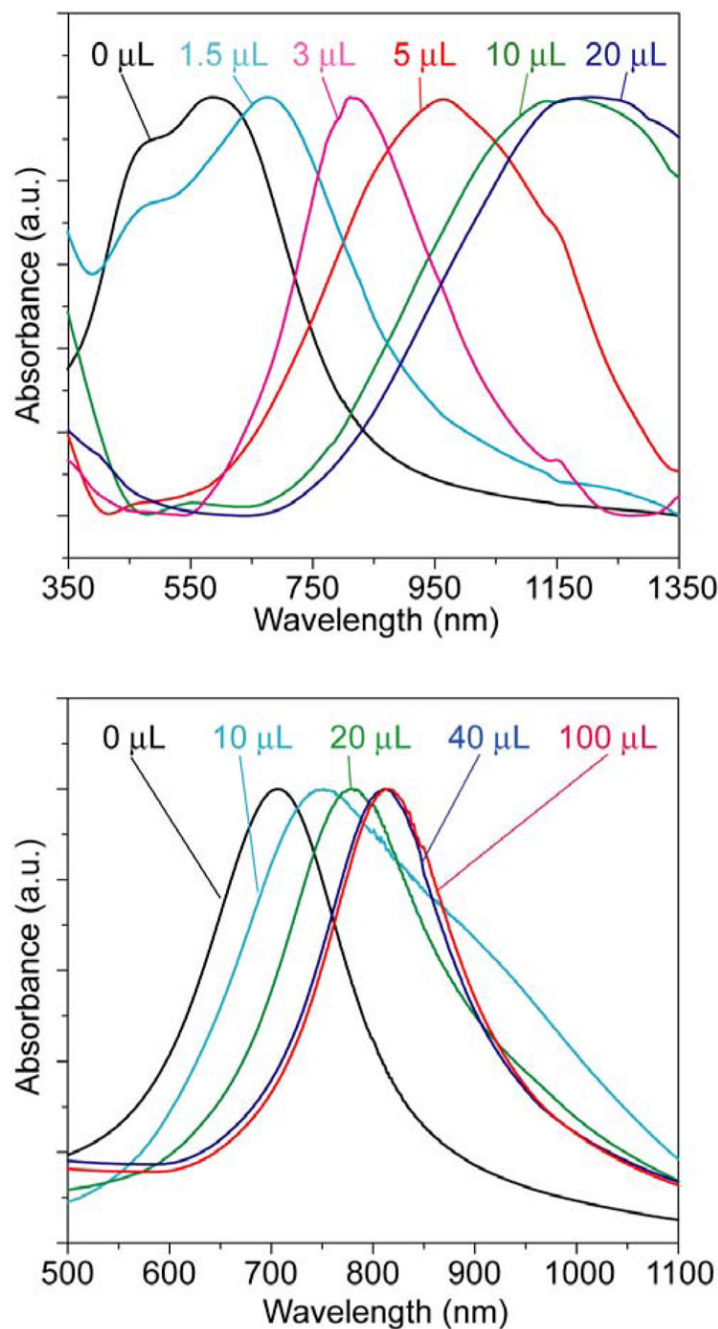 0 μL 1.5 μL 3 μL 5 μL 10 μL 20 μL
Absorbance (a.u.)
350 550 750 950 1150 1350
Wavelength (nm)
0 μL 10 μL 20 μL 40 μL 100 μL
Absorbance (a.u.)
500 600 700 800 900 1000 1100
Wavelength (nm)